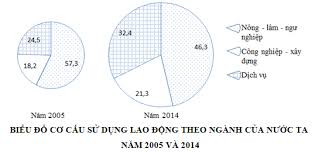 24,5
18,2
57,3
32,4
46,3
21,3
Nông - lâm - ngư
nghiệp
Công nghiệp - xây
dựng
Dịch vụ
Năm 2005
Năm 2014
BIỂU ĐỒ CƠ CẤU SỬ DỤNG LAO ĐỘNG THEO NGÀNH CỦA NƯỚC TA
NĂM 2005 VÀ 2014